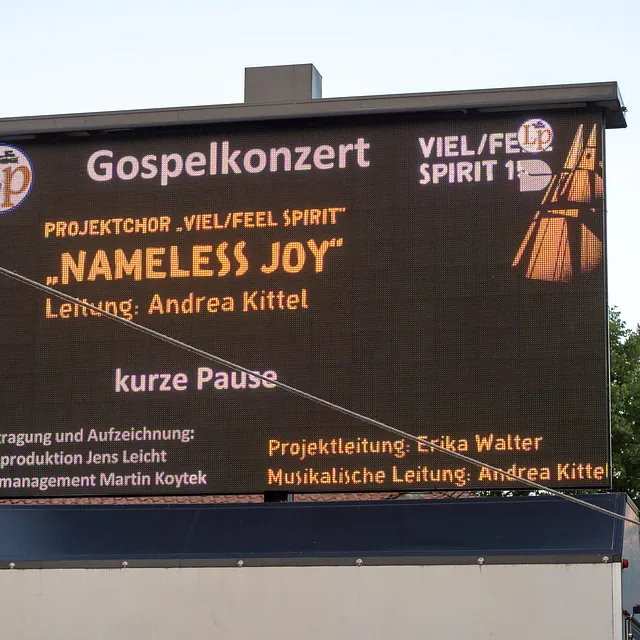 Gospelkonzert
VIEL/FE
SPIRIT 1
Lp
p
PROJEKTCHOR „VIEL/FEEL SPIRIT“
„NAMELESS JOY“
Leitung: Andrea Kittel
kurze Pause
tragung und Aufzeichnung:
produktion Jens Leicht
management Martin Koytek
Projektleitung: Erika Walter
Musikalische Leitung: Andrea Kittel